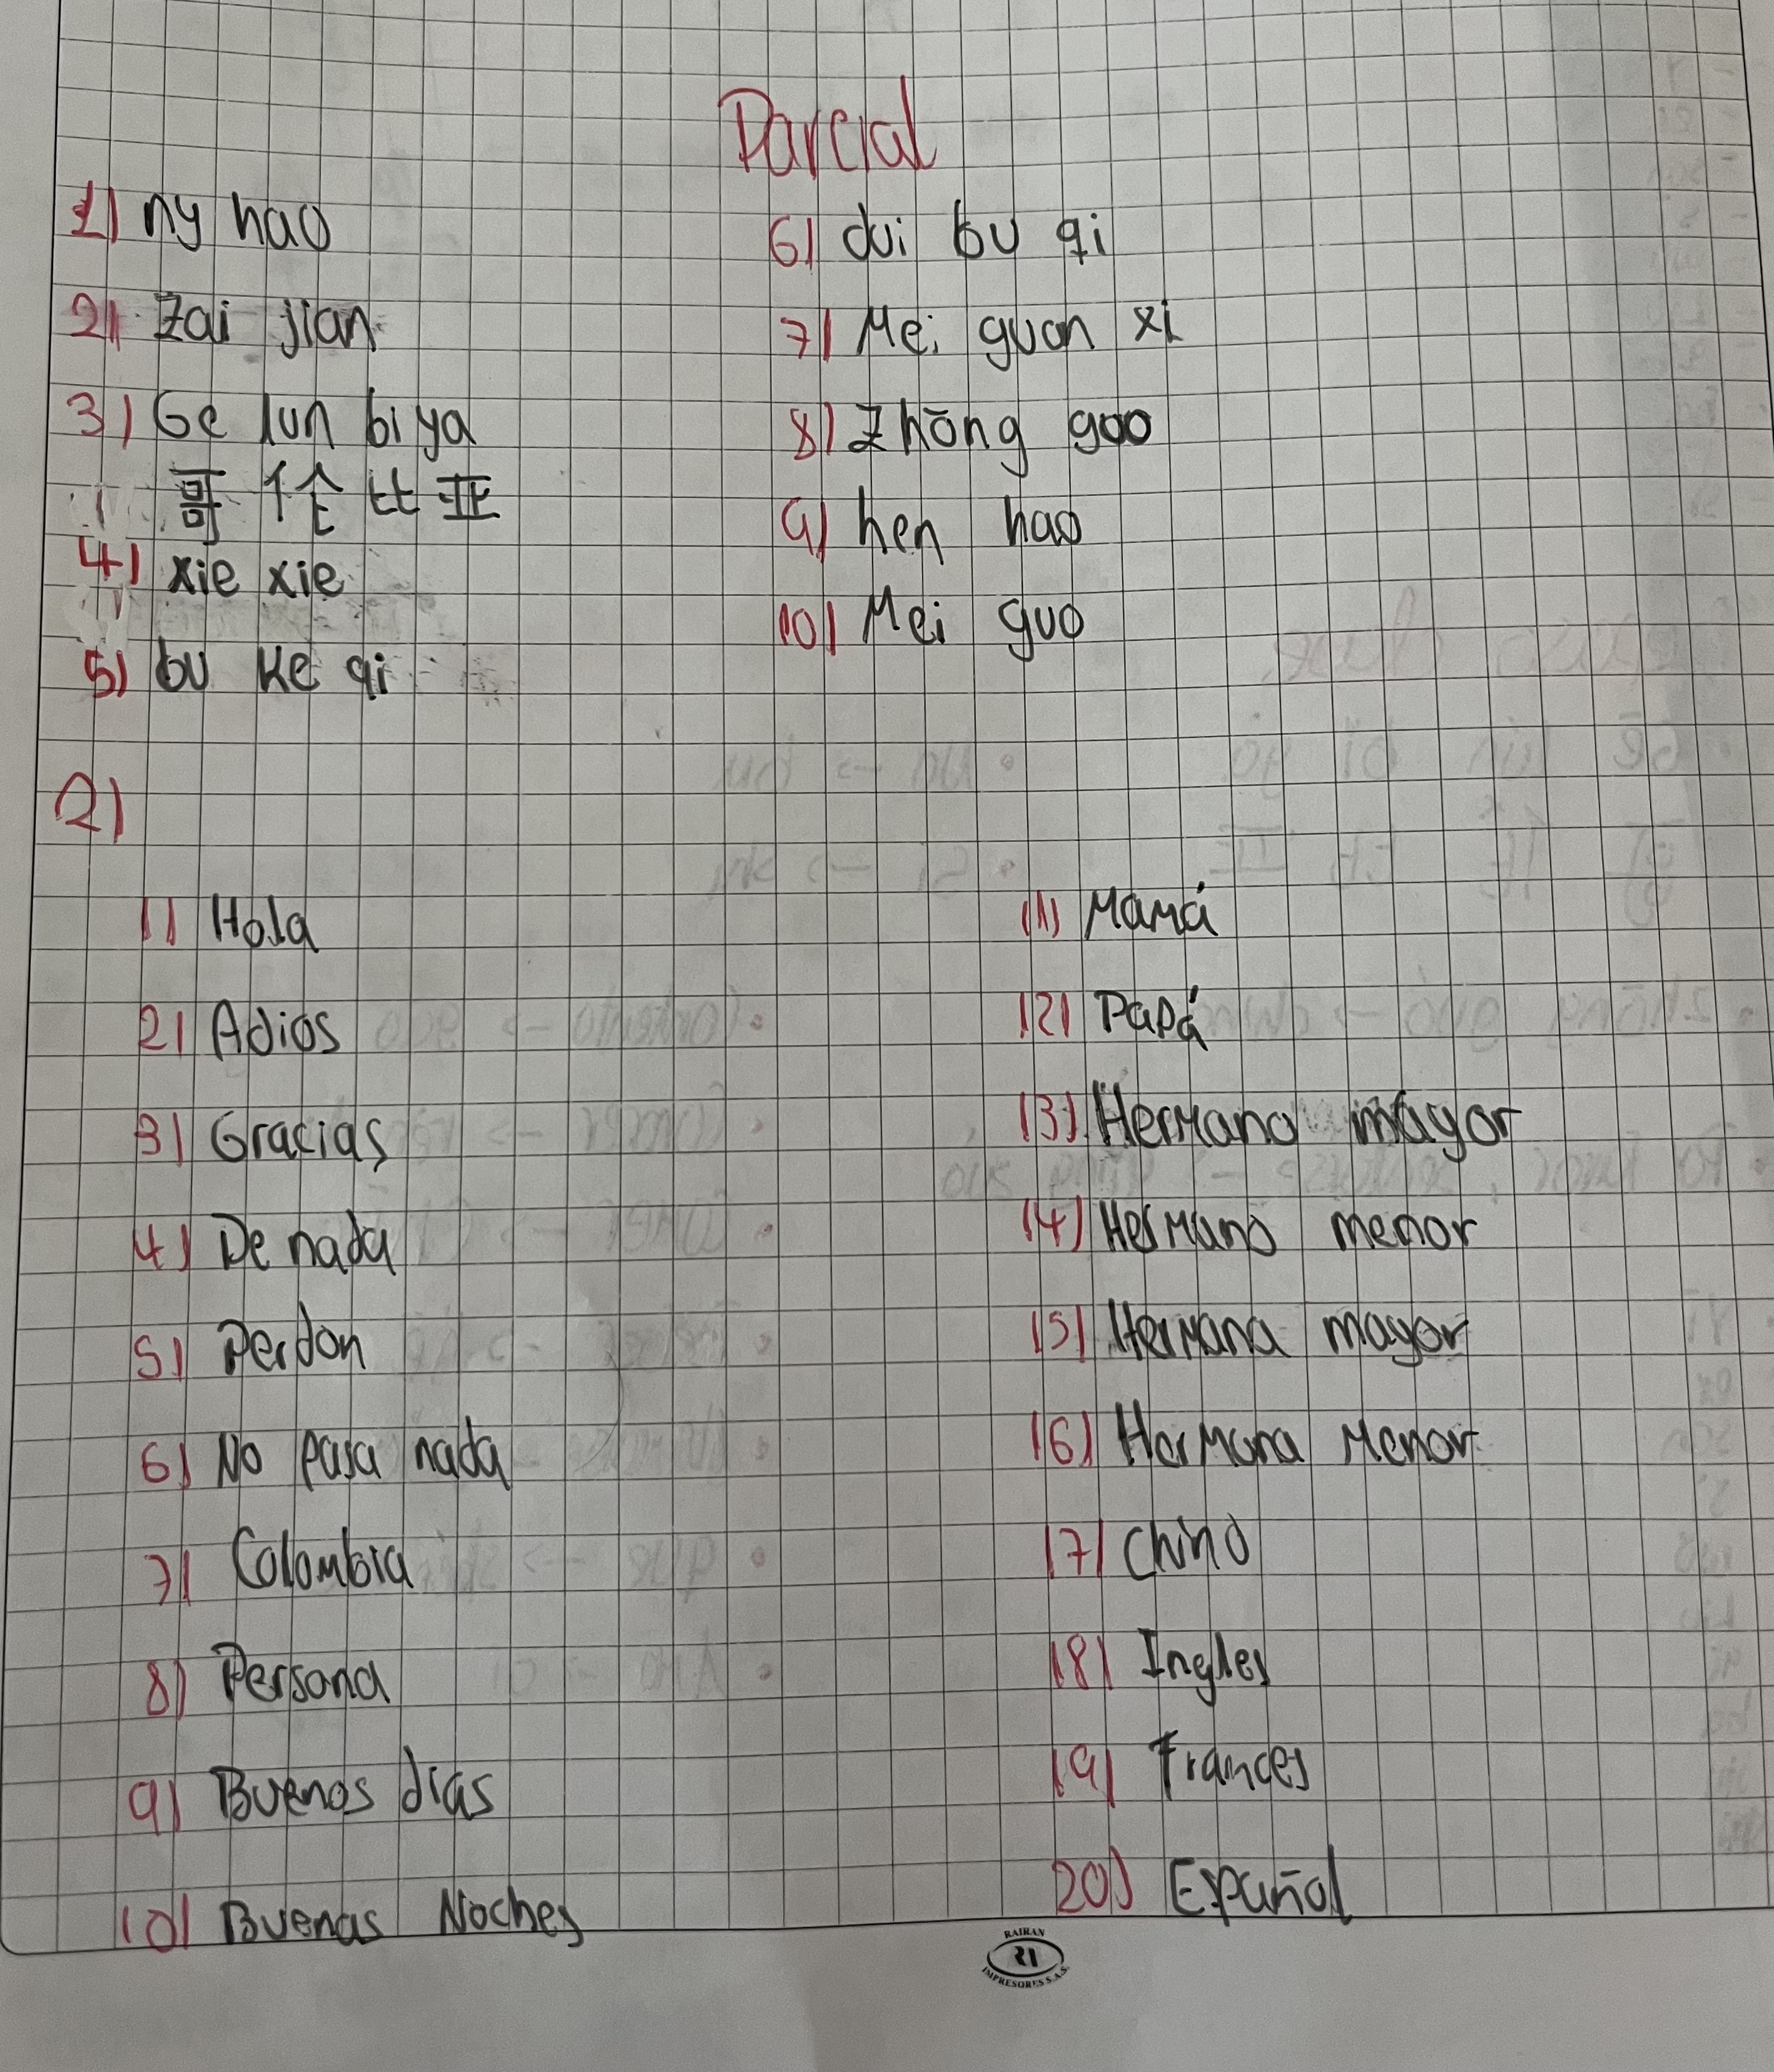 Parcial
1) ny hao
2) Zai jian
3) Ge lun bi ya
哥伦比亚
4) xie xie
5) bu ke qi
6) dui bu qi
7) Mei guan xi
8) Zhōng goo
9) hen hao
10) Mei guo
2)
1) Hola
2) Adios
3) Gracias
4) De nada
5) Perdon
6) No pasa nada
7) Colombia
8) Persona
9) Buenos dias
10) Buenas Noches
11) Mamá
12) Papá
13) Hermano mayor
14) Hermano menor
15) Hermana mayor
16) Hermana Menor
17) Chino
18) Ingles
19) Frances
20) Español
RAIRAN
IMPRESORES S.A.S.